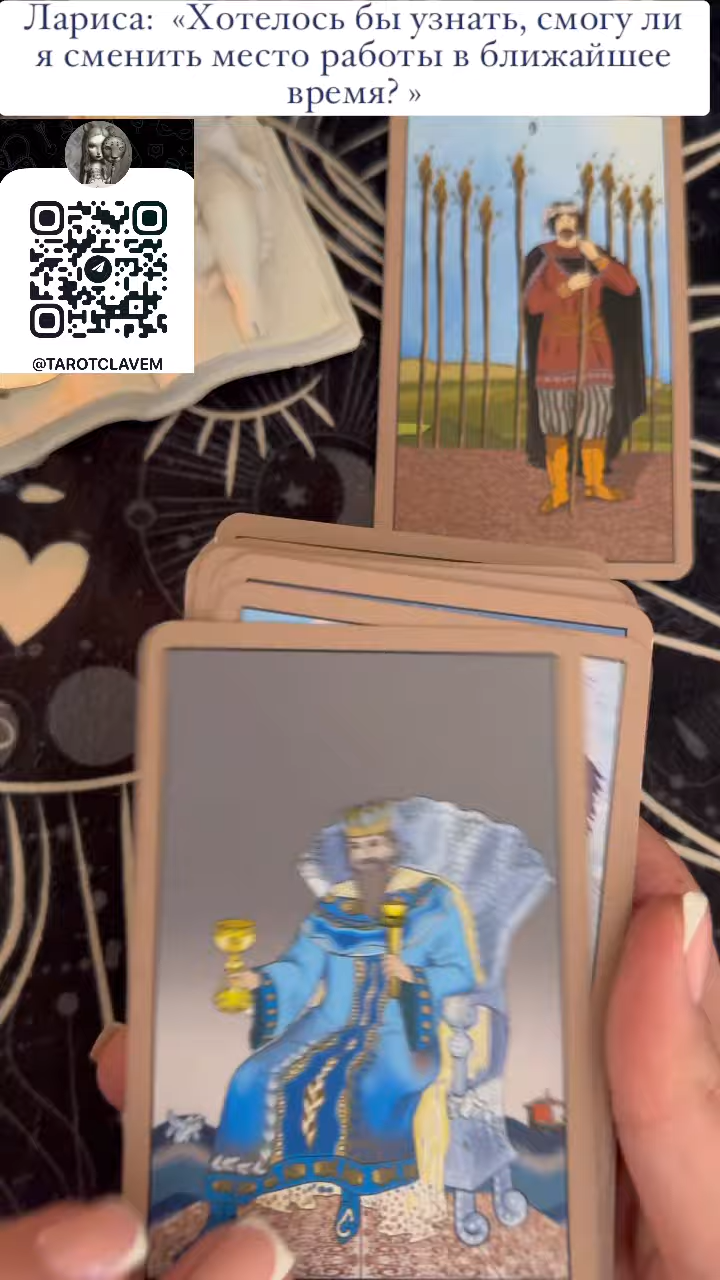 Лариса: «Хотелось бы узнать, смогу ли
я сменить место работы в ближайшее
время? »
@TAROTCLAVEM